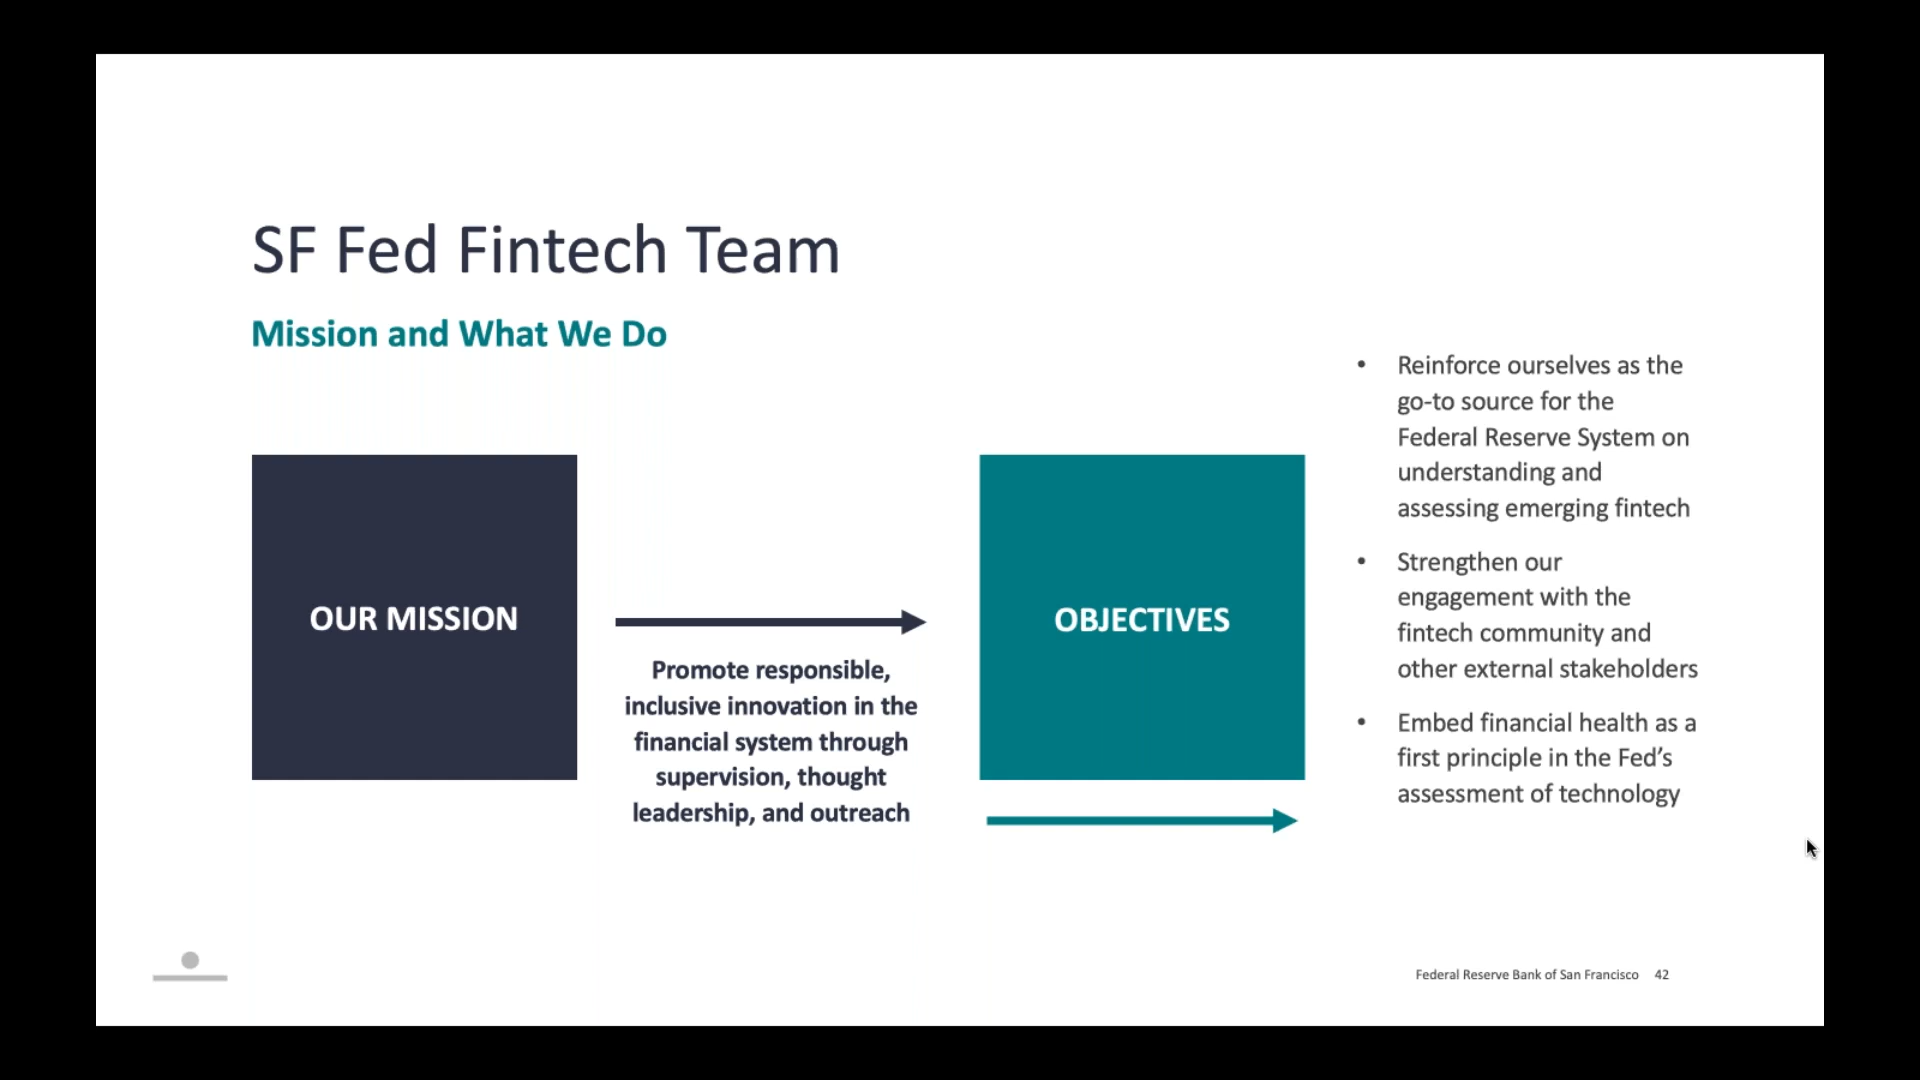 SF Fed Fintech Team
Mission and What We Do
OUR MISSION
Promote responsible,
inclusive innovation in the
financial system through
supervision, thought
leadership, and outreach
OBJECTIVES
• Reinforce ourselves as the
go-to source for the
Federal Reserve System on
understanding and
assessing emerging fintech
• Strengthen our
engagement with the
fintech community and
other external stakeholders
• Embed financial health as a
first principle in the Fed’s
assessment of technology
Federal Reserve Bank of San Francisco 42